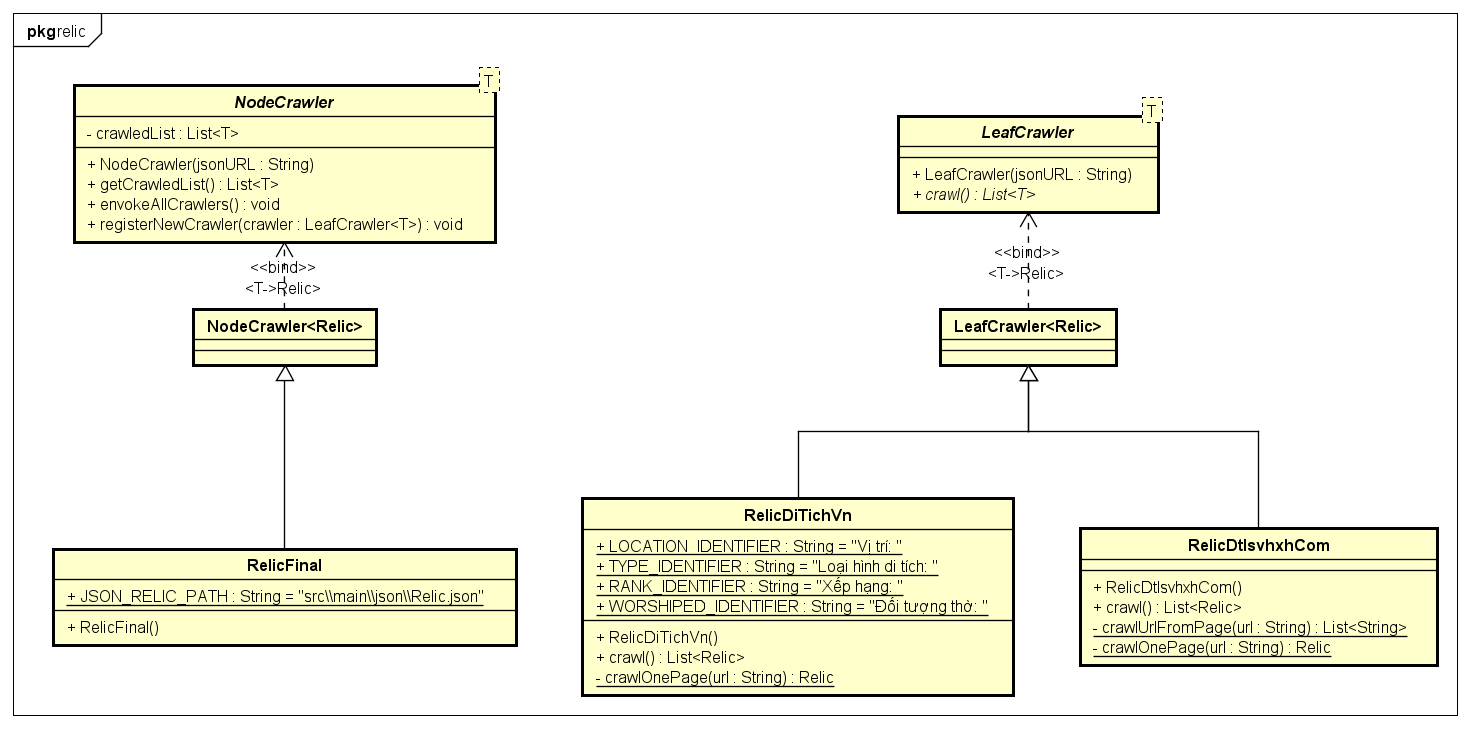 pkg relic
T
NodeCrawler
- crawledList : List<T>
+ NodeCrawler(jsonURL : String)
+ getCrawledList() : List<T>
+ envokeAllCrawlers() : void
+ registerNewCrawler(crawler : LeafCrawler<T>) : void
<<bind>>
<T->Relic>
NodeCrawler<Relic>
RelicFinal
+ JSON_RELIC_PATH : String = "src\\main\\json\\Relic.json"
+ RelicFinal()
T
LeafCrawler
+ LeafCrawler(jsonURL : String)
+ crawl() : List<T>
<<bind>>
<T->Relic>
LeafCrawler<Relic>
RelicDiTichVn
+ LOCATION_IDENTIFIER : String = "Vị trí: "
+ TYPE_IDENTIFIER : String = "Loại hình di tích: "
+ RANK_IDENTIFIER : String = "Xếp hạng: "
+ WORSHIPED_IDENTIFIER : String = "Đối tượng thờ: "
+ RelicDiTichVn()
+ crawl() : List<Relic>
- crawlOnePage(url : String) : Relic
RelicDtlsvhxhCom
+ RelicDtlsvhxhCom()
+ crawl() : List<Relic>
- crawlUrlFromPage(url : String) : List<String>
- crawlOnePage(url : String) : Relic